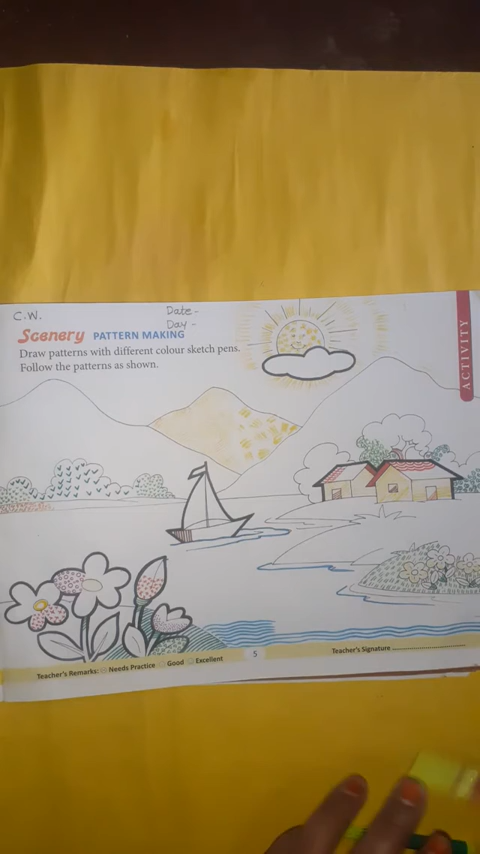 C.W.
Date-
Day-
Scenery PATTERN MAKING
Draw patterns with different colour sketch pens.
Follow the patterns as shown.
ACTIVITY
Teacher's Remarks: Needs Practice Good Excellent
5
Teacher's Signature